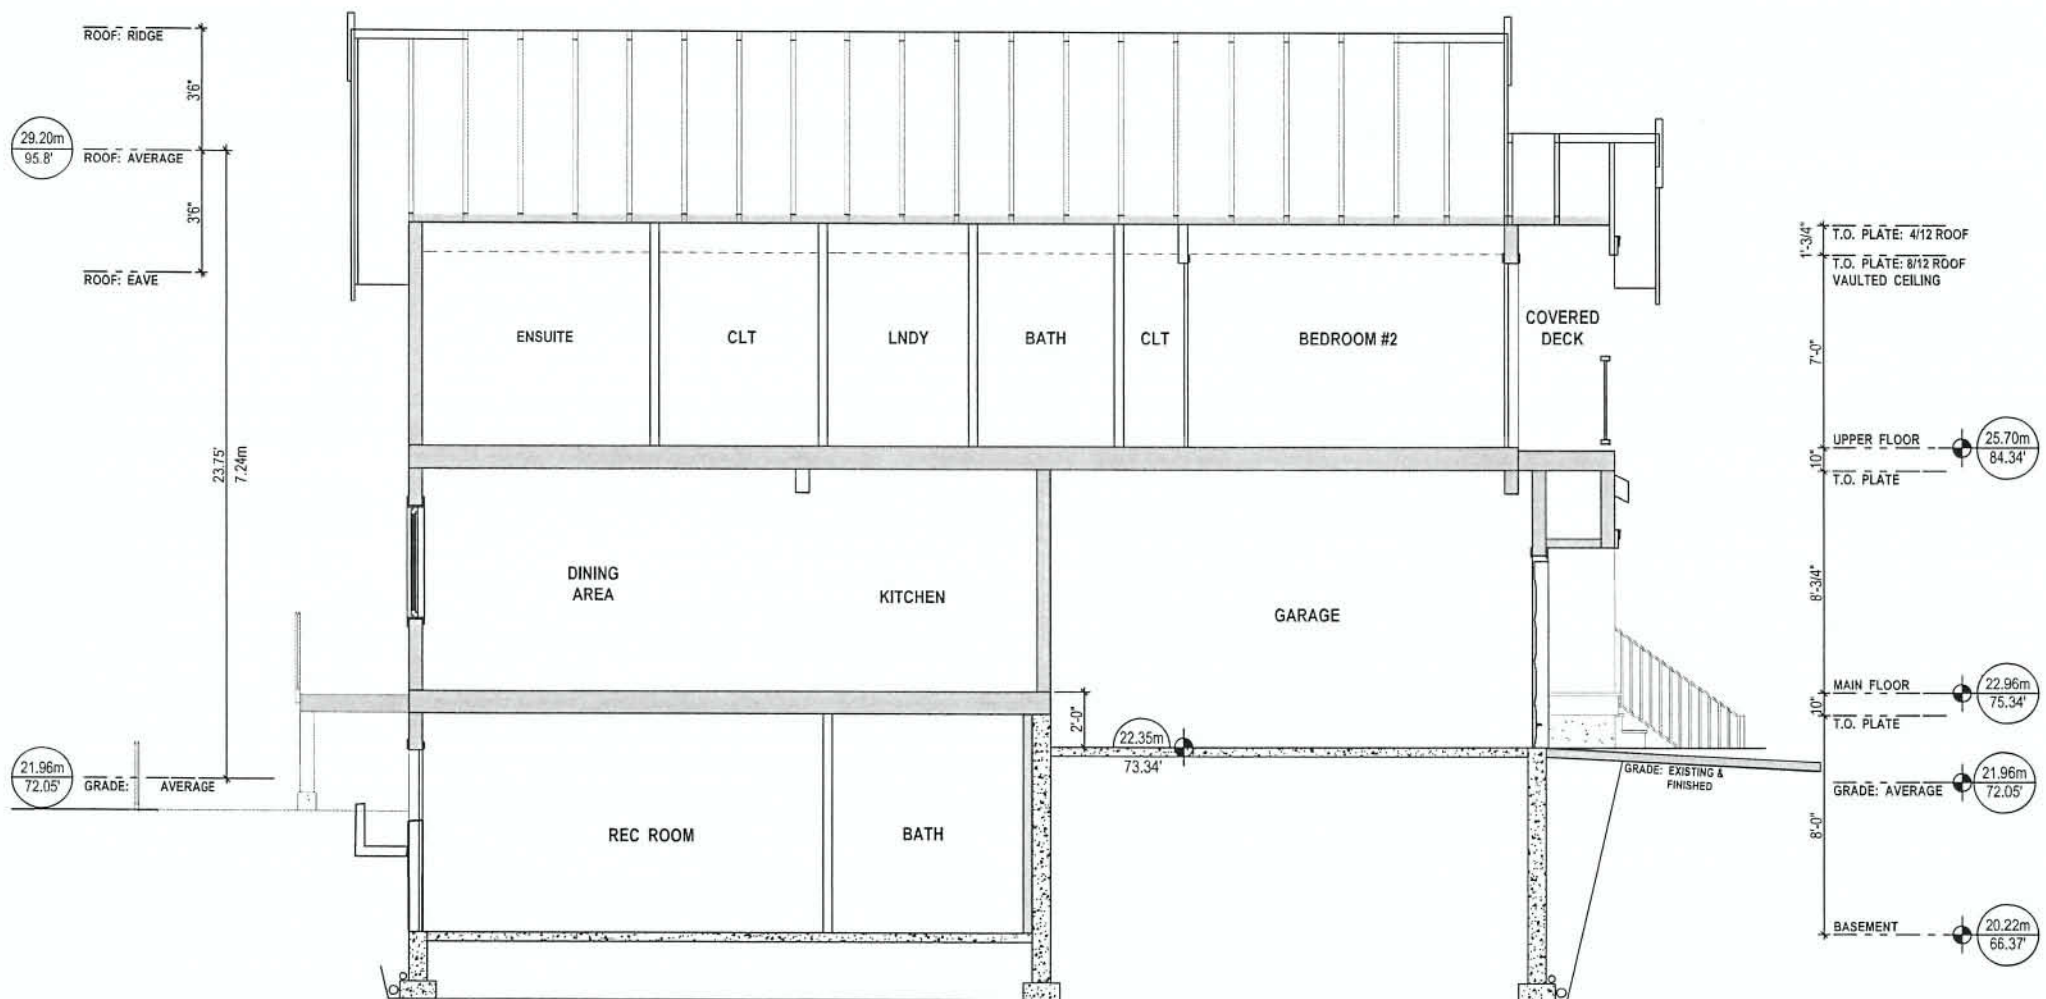 ROOF: RIDGE
3'6"
29.20m
95.8'
ROOF: AVERAGE
3'6"
ROOF: EAVE
T.O. PLATE: 4/12 ROOF
1'-3/4"
T.O. PLATE: 8/12 ROOF
VAULTED CEILING
ENSUITE
CLT
LNDY
BATH
CLT
BEDROOM #2
COVERED
DECK
7'-0"
UPPER FLOOR
25.70m
84.34'
10"
T.O. PLATE
23.75'
7.24m
DINING
AREA
KITCHEN
GARAGE
8'-3/4"
MAIN FLOOR
22.96m
75.34'
10"
T.O. PLATE
2'-0"
22.35m
73.34'
21.96m
72.05'
GRADE: AVERAGE
GRADE: EXISTING &
FINISHED
GRADE: AVERAGE
21.96m
72.05'
REC ROOM
BATH
8'-0"
BASEMENT
20.22m
66.37'